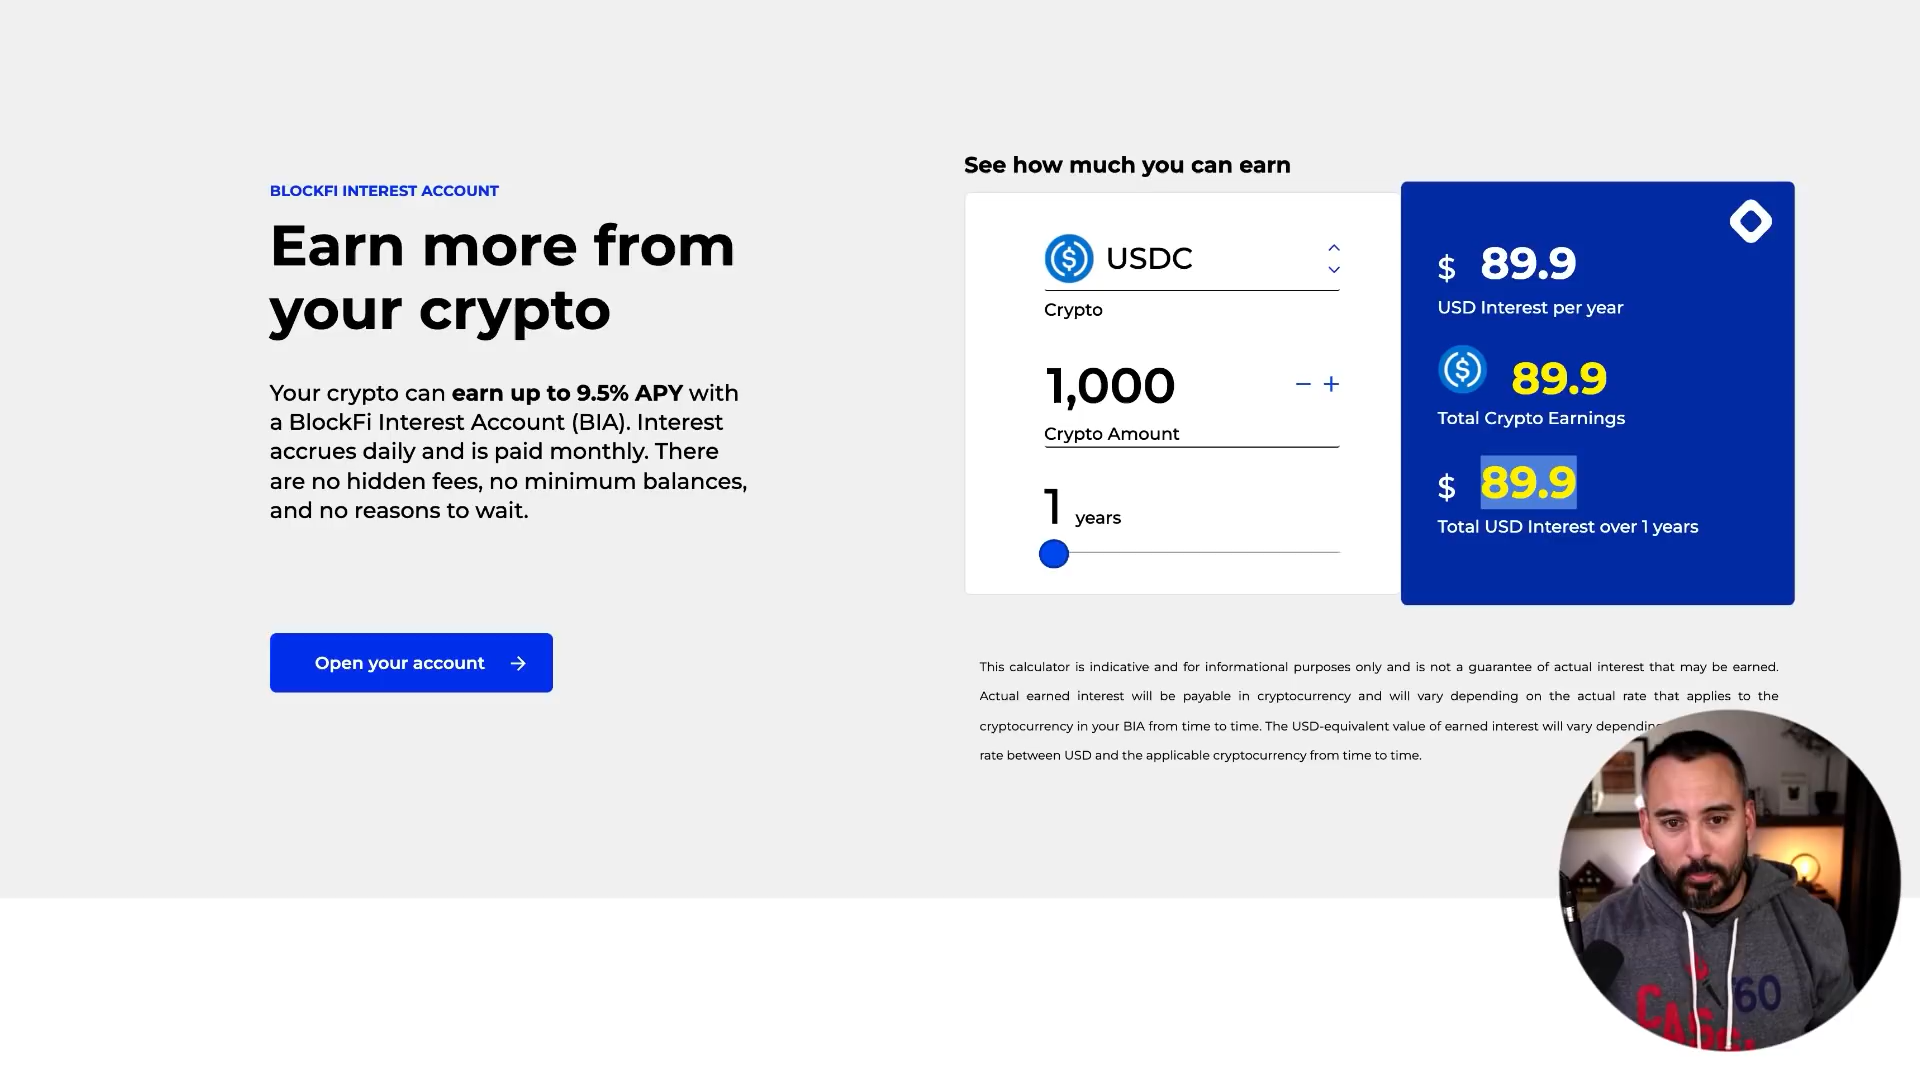 BLOCKFI INTEREST ACCOUNT
Earn more from
your crypto
Your crypto can earn up to 9.5% APY with
a BlockFi Interest Account (BIA). Interest
accrues daily and is paid monthly. There
are no hidden fees, no minimum balances,
and no reasons to wait.
Open your account
See how much you can earn
USDC
Crypto
1,000
Crypto Amount
1 years
$ 89.9
USD Interest per year
89.9
Total Crypto Earnings
$ 89.9
Total USD Interest over 1 years
This calculator is indicative and for informational purposes only and is not a guarantee of actual interest that may be earned.
Actual earned interest will be payable in cryptocurrency and will vary depending on the actual rate that applies to the
cryptocurrency in your BIA from time to time. The USD-equivalent value of earned interest will vary
rate between USD and the applicable cryptocurrency from time to time.
60